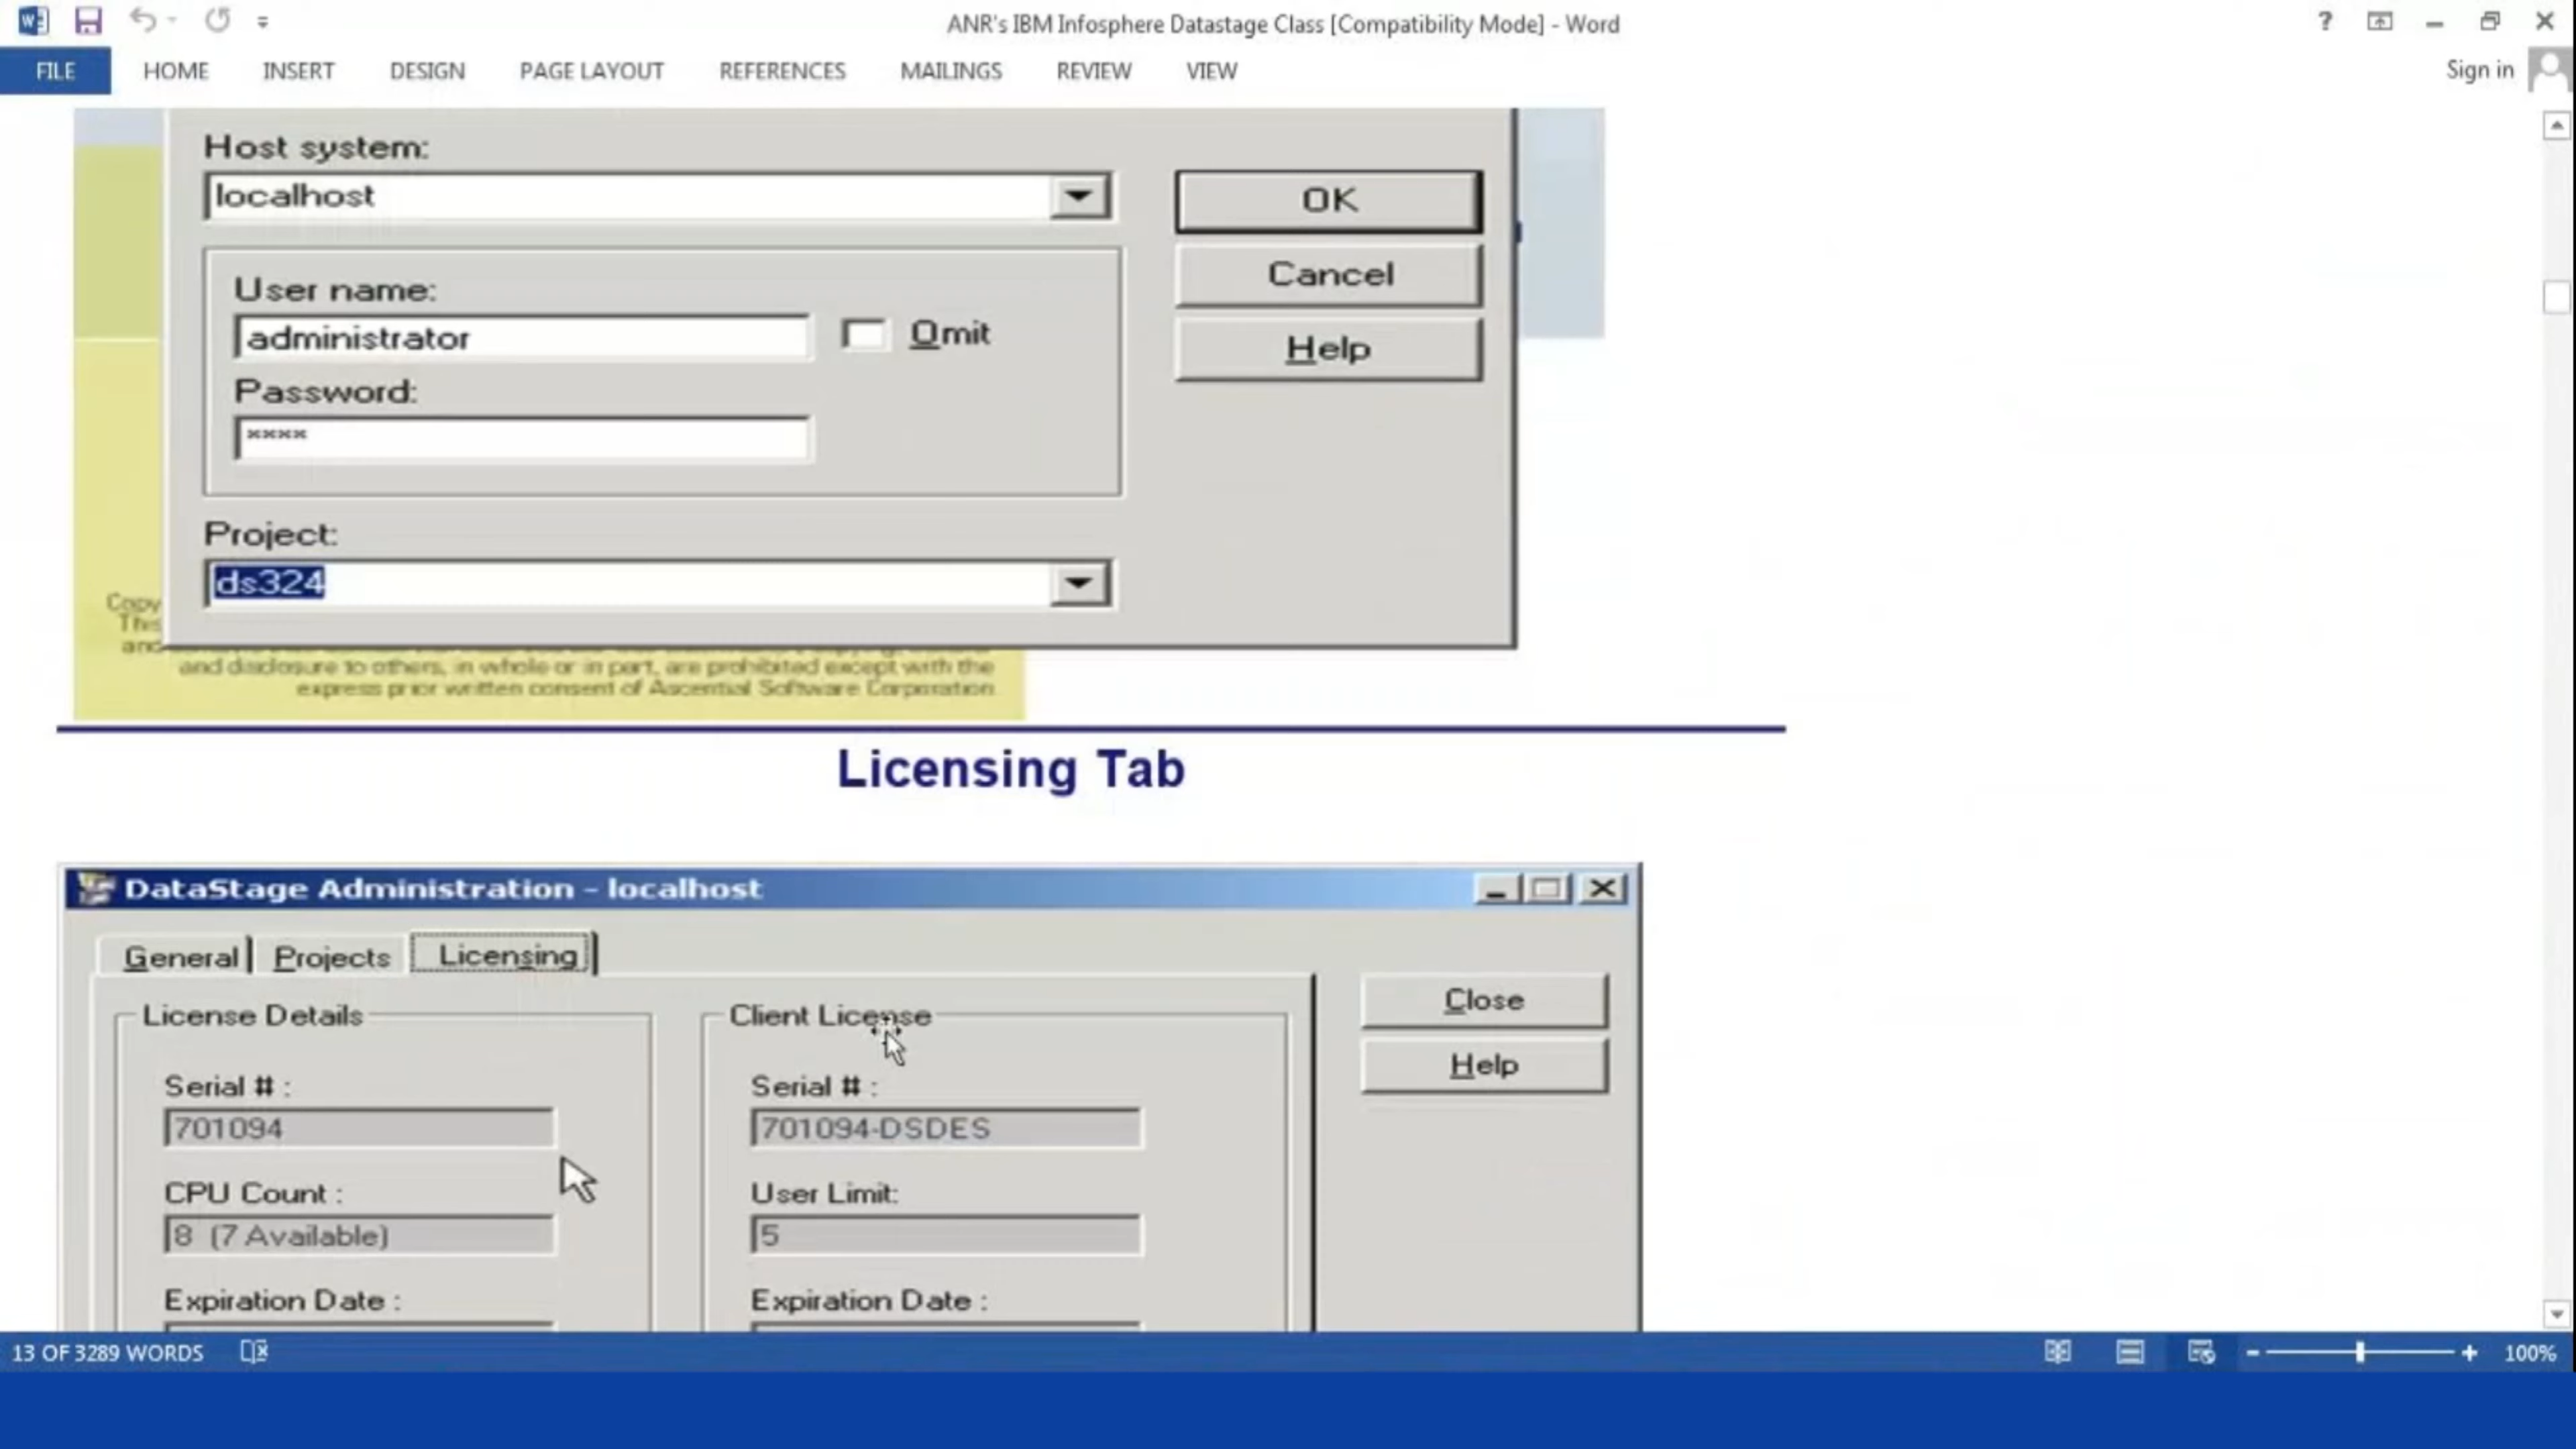 ANR's IBM Infosphere Datastage Class [Compatibility Mode] - Word
FILE HOME INSERT DESIGN PAGE LAYOUT REFERENCES MAILINGS REVIEW VIEW Sign in
Host system:
localhost
OK
Cancel
Help
User name:
administrator
Omit
Password:
****
Project:
ds324
Copy
This
and
and disclosure to others, in whole or in part, are prohibited except with the
express prior written consent of Ascential Software Corporation
Licensing Tab
DataStage Administration - localhost
General Projects Licensing
Close
Help
License Details
Serial # :
701094
CPU Count :
8 (7 Available)
Expiration Date :
Client License
Serial # :
701094-DSDES
User Limit:
5
Expiration Date :
13 OF 3289 WORDS
100%